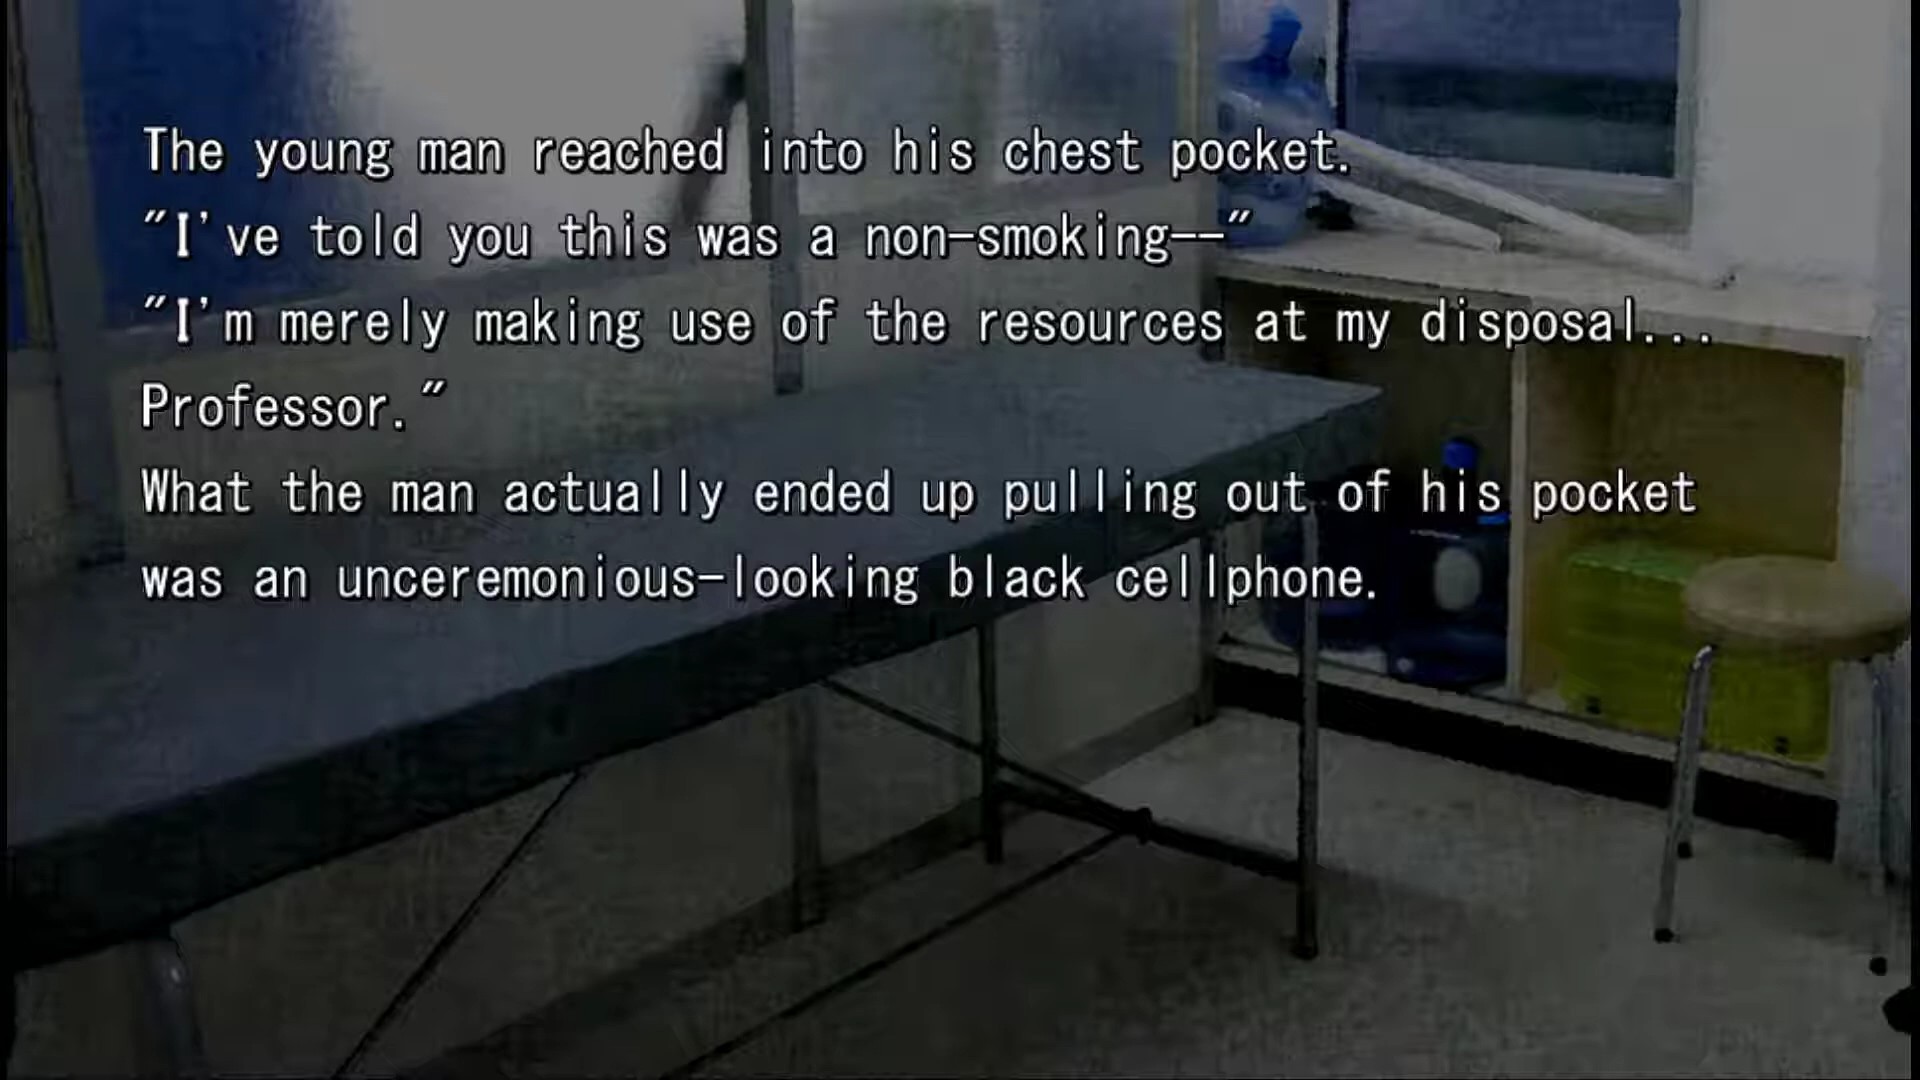 The young man reached into his chest pocket.
"I've told you this was a non-smoking--"
"I'm merely making use of the resources at my disposal...
Professor."
What the man actually ended up pulling out of his pocket
was an unceremonious-looking black cellphone.